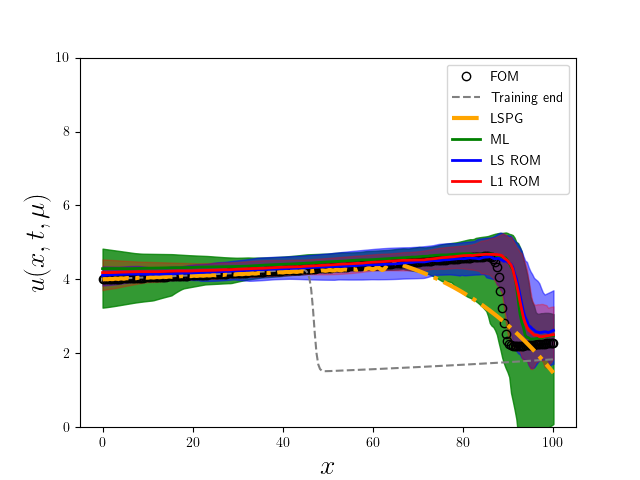 10
8
6
4
2
0
0 20 40 60 80 100
x
u(x, t, μ)
FOM
Training end
LSPG
ML
LS ROM
L1 ROM